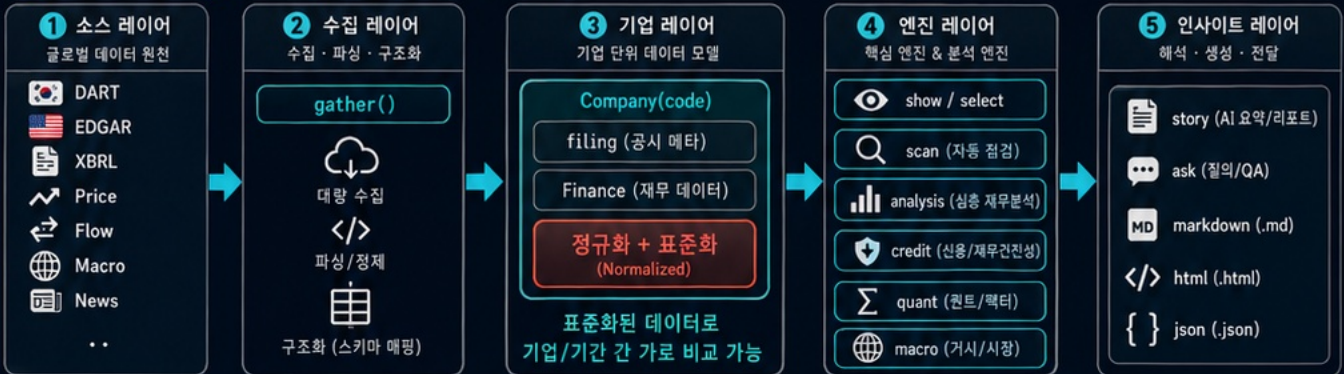 1 소스 레이어
글로벌 데이터 원천
DART
EDGAR
XBRL
Price
Flow
Macro
News
..
2 수집 레이어
수집 · 파싱 · 구조화
gather()
대량 수집
</>
파싱/정제
구조화 (스키마 매핑)
3 기업 레이어
기업 단위 데이터 모델
Company(code)
filing (공시 메타)
Finance (재무 데이터)
정규화 + 표준화
(Normalized)
표준화된 데이터로
기업/기간 간 가로 비교 가능
4 엔진 레이어
핵심 엔진 & 분석 엔진
show / select
scan (자동 점검)
analysis (심층 재무분석)
credit (신용/재무건진성)
Σ quant (퀀트/팩터)
macro (거시/시장)
5 인사이트 레이어
해석 · 생성 · 전달
story (AI 요약/리포트)
ask (질의/QA)
MD markdown (.md)
</> html (.html)
{ } json (.json)